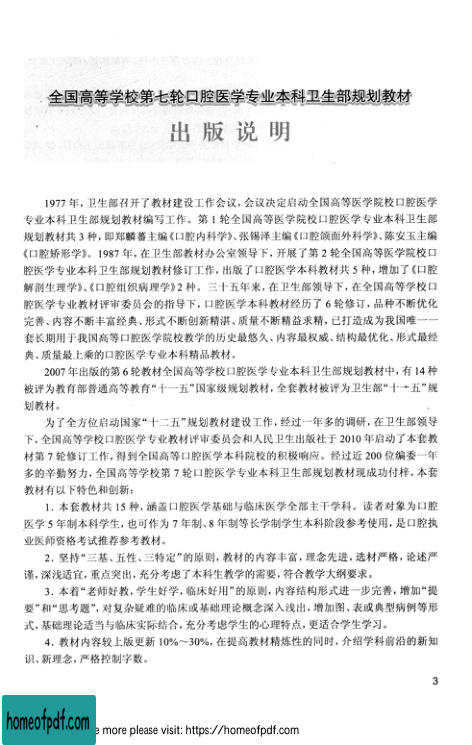 全国高等学校第七轮口腔医学专业本科卫生部规划教材
出版说明
1977年,卫生部召开了教材建设工作会议,会议决定启动全国高等医学院校口腔医学
专业本科卫生部规划教材编写工作。第1轮全国高等医学院校口腔医学专业本科卫生部
规划教材共3种,即郑麟蕃主编《口腔内科学》、张锡泽主编《口腔颌面外科学》、陈安玉主编
《口腔矫形学》。1987年,在卫生部教材办公室领导下,开展了第2轮全国高等医学院校口
腔医学专业本科卫生部规划教材修订工作,出版了口腔医学本科教材共5种,增加了《口腔
解剖生理学》、《口腔组织病理学》2种。三十五年来,在卫生部领导下,在全国高等学校口
腔医学专业教材评审委员会的指导下,口腔医学本科教材经历了6轮修订,品种不断优化
完善、内容不断丰富经典、形式不断创新精湛、质量不断精益求精,已打造成为我国唯一一
套长期用于我国高等口腔医学院校教学的历史最悠久、内容最权威、结构最优化、形式最经
典、质量最上乘的口腔医学专业本科精品教材。
2007年出版的第6轮教材全国高等学校口腔医学专业本科卫生部规划教材中,有14种
被评为教育部普通高等教育“十一五”国家级规划教材,全套教材被评为卫生部“十一五”规
划教材。
为了全方位启动国家“十二五”规划教材建设工作,经过一年多的调研,在卫生部领导
下,全国高等学校口腔医学专业教材评审委员会和人民卫生出版社于2010年启动了本套教
材第7轮修订工作,得到全国高等口腔医学本科院校的积极响应。经过近200位编委一年
多的辛勤努力,全国高等学校第7轮口腔医学专业本科卫生部规划教材现成功付梓,本套
教材有以下特色和创新:
1. 本套教材共15种,涵盖口腔医学基础与临床医学全部主干学科。读者对象为口腔
医学5年制本科学生,也可作为7年制、8年制等长学制学生本科阶段参考使用,是口腔执
业医师资格考试推荐参考教材。
2. 坚持“三基、五性、三特定”的原则,教材的内容丰富,理念先进,选材严格,论述严
谨,深浅适宜,重点突出,充分考虑了本科生教学的需要,符合教学大纲要求。
3. 本着“老师好教,学生好学,临床好用”的原则,内容结构形式进一步完善,增加“提
要”和“思考题”,对复杂疑难的临床或基础理论概念深入浅出,增加图、表或典型病例等形
式,基础理论适当与临床实际结合,充分考虑学生的心理特点,更适合学生学习。
4. 教材内容较上版更新10%~30%,在提高教材精炼性的同时,介绍学科前沿的新知
识、新理念,严格控制字数。
3
homeofpdf.com
e more please visit: https://homeofpdf.com